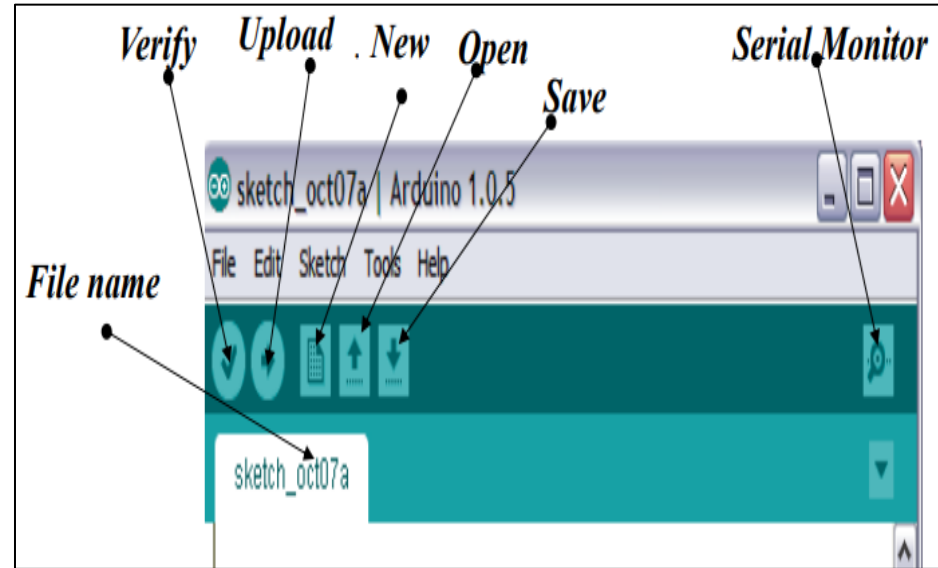 Verify Upload . New Open Serial Monitor
Save
sketch_oct07a | Arduino 1.0.5
File Edit Sketch Tools Help
File name
sketch_oct07a